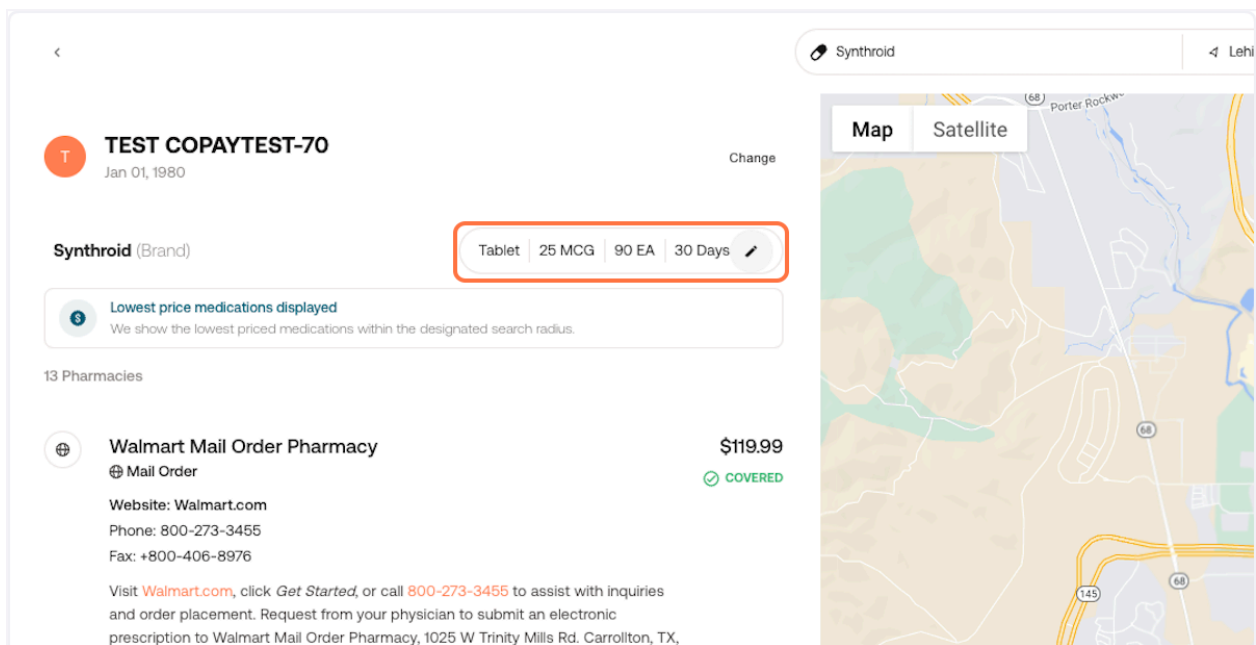 Synthroid
Lehi
TEST COPAYTEST-70
T
Jan 01, 1980
Change
Synthroid (Brand)
Tablet
25 MCG
90 EA
30 Days
Lowest price medications displayed
We show the lowest priced medications within the designated search radius.
13 Pharmacies
Walmart Mail Order Pharmacy
$119.99
Mail Order
COVERED
Website: Walmart.com
Phone: 800-273-3455
Fax: +800-406-8976
Visit Walmart.com, click Get Started, or call 800-273-3455 to assist with inquiries
and order placement. Request from your physician to submit an electronic
prescription to Walmart Mail Order Pharmacy, 1025 W Trinity Mills Rd. Carrollton, TX,
Map
Satellite
68
Porter Rockw
68
68
145